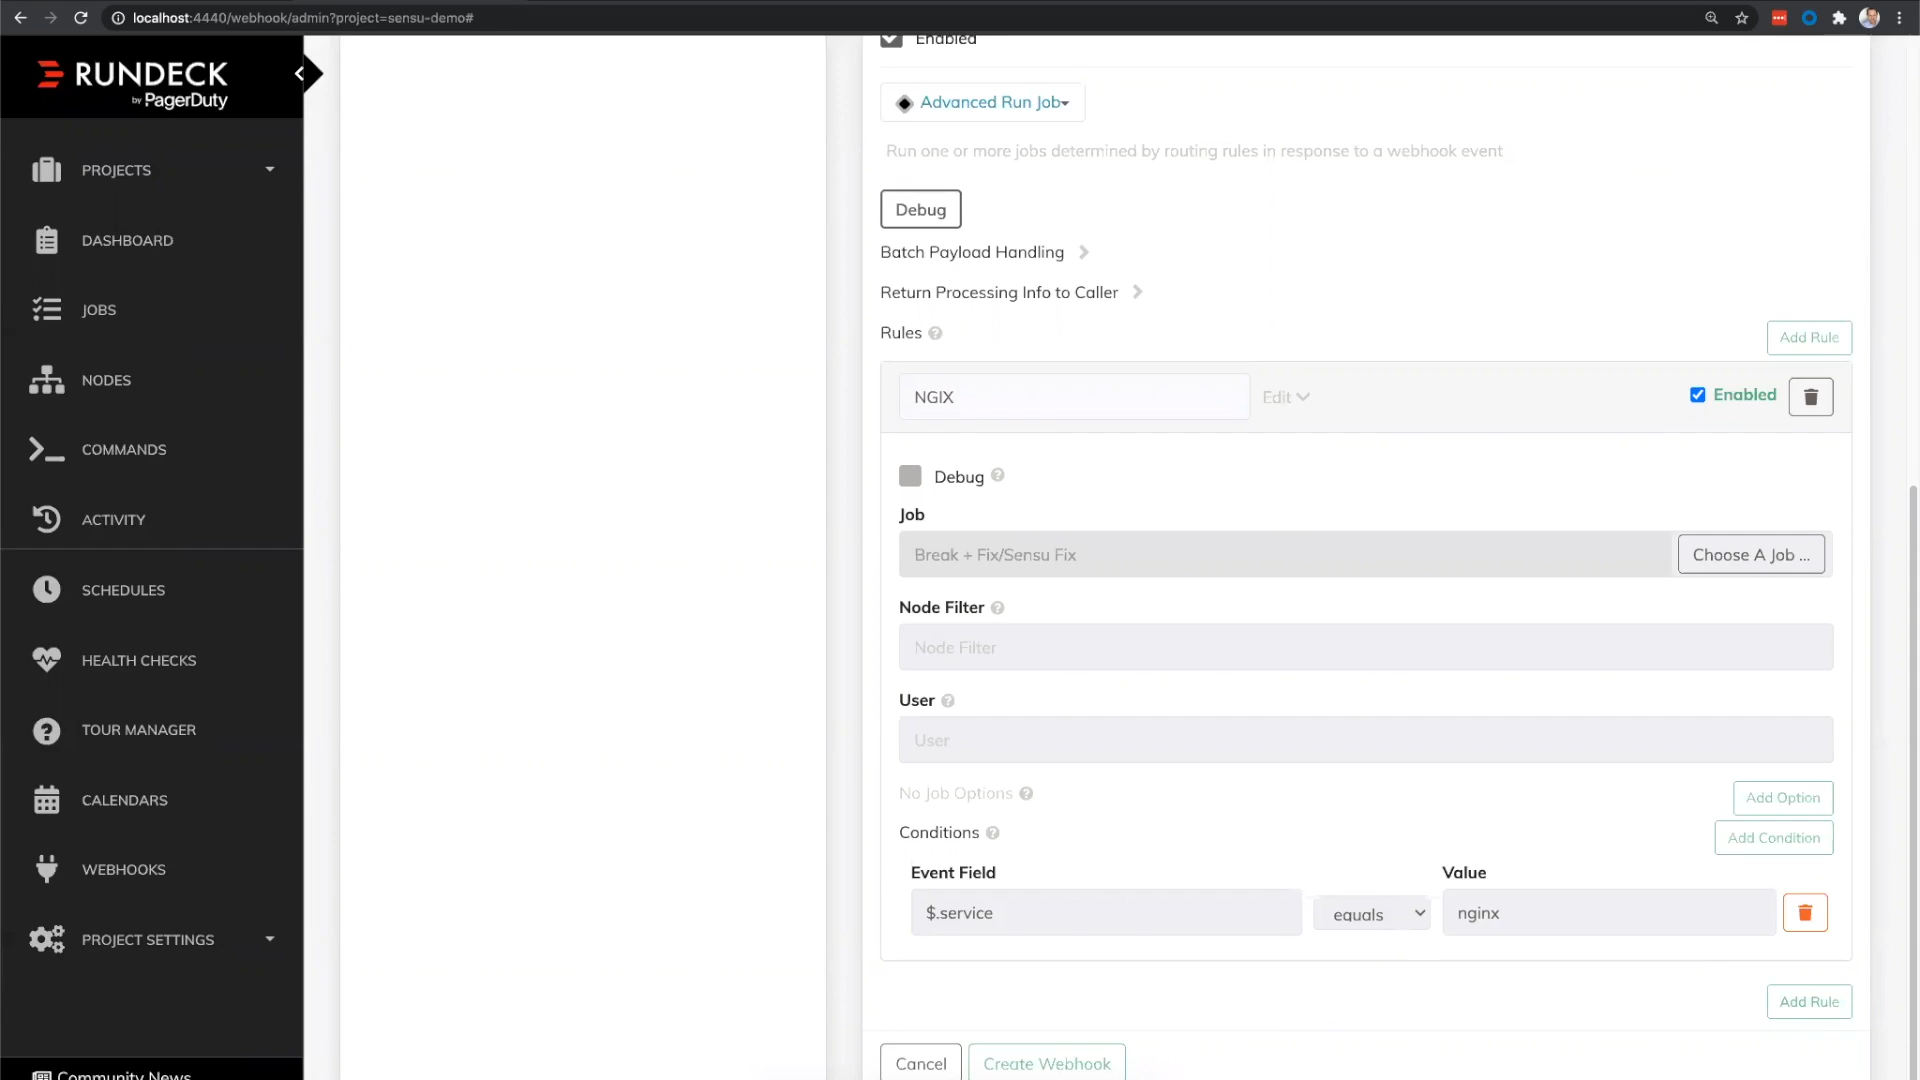 localhost:4440/webhook/admin?project=sensu-demo#
RUNDECK
by PagerDuty
PROJECTS
DASHBOARD
JOBS
NODES
COMMANDS
ACTIVITY
SCHEDULES
HEALTH CHECKS
TOUR MANAGER
CALENDARS
WEBHOOKS
PROJECT SETTINGS
Community News
Enabled
Advanced Run Job
Run one or more jobs determined by routing rules in response to a webhook event
Debug
Batch Payload Handling
Return Processing Info to Caller
Rules
Add Rule
NGIX
Edit
Enabled
Debug
Job
Break + Fix/Sensu Fix
Choose A Job ...
Node Filter
Node Filter
User
User
No Job Options
Add Option
Conditions
Add Condition
Event Field
Value
$.service
equals
nginx
Add Rule
Cancel
Create Webhook